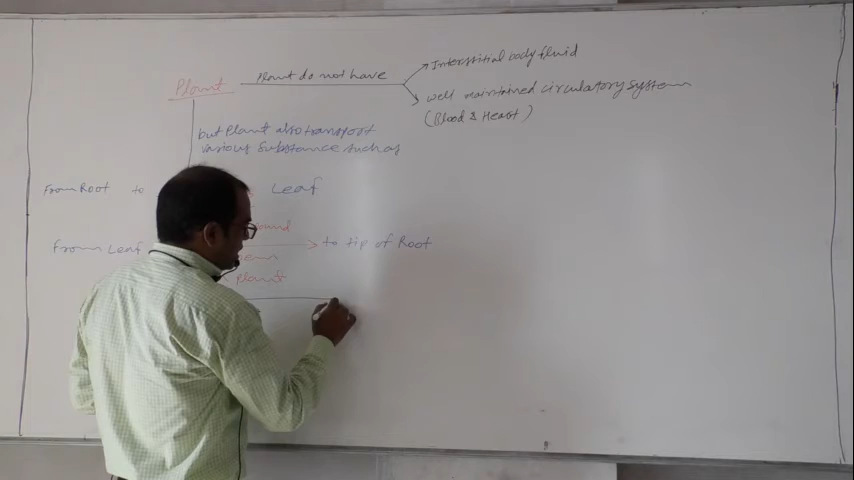 Plant
Plant do not have
Interstitial body fluid
well maintained circulatory system
(Blood & Heart)
but Plant also transport
various substance such as
From Root to
Leaf
From Leaf
to tip of Root
Plant